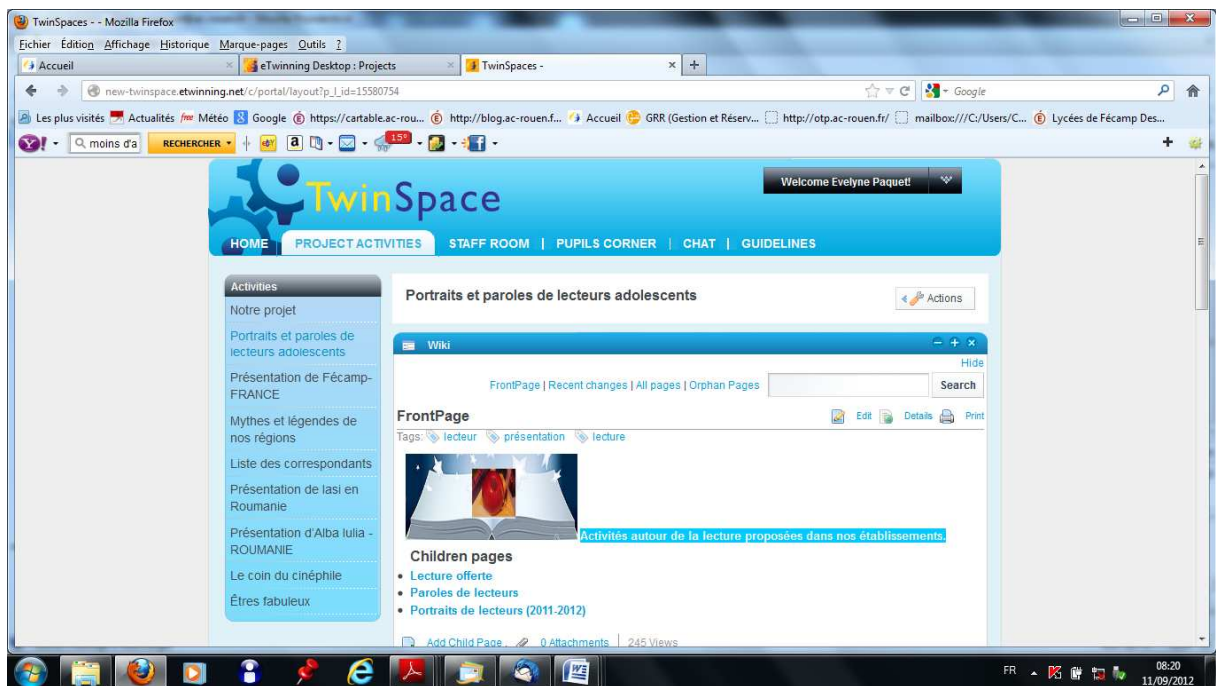 TwinSpaces - - Mozilla Firefox
Fichier Édition Affichage Historique Marque-pages Outils ?
Accueil
eTwinning Desktop : Projects
TwinSpaces -
new-twinspace.etwinning.net/c/portal/layout?p_l_id=15580754
Google
Les plus visités Actualités Météo Google https://cartable.ac-rou... http://blog.ac-rouen.f... Accueil GRR (Gestion et Réserv... http://otp.ac-rouen.fr/ mailbox:///C:/Users/C... Lycées de Fécamp Des...
moins d'a RECHERCHER 15°
TwinSpace
Welcome Evelyne Paquet!
HOME PROJECT ACTIVITIES STAFF ROOM | PUPILS CORNER | CHAT | GUIDELINES
Activities
Notre projet
Portraits et paroles de
lecteurs adolescents
Présentation de Fécamp-
FRANCE
Mythes et légendes de
nos régions
Liste des correspondants
Présentation de Iasi en
Roumanie
Présentation d'Alba Iulia -
ROUMANIE
Le coin du cinéphile
Êtres fabuleux
Portraits et paroles de lecteurs adolescents
Actions
Wiki
Hide
FrontPage | Recent changes | All pages | Orphan Pages
Search
FrontPage
Edit Details Print
Tags: lecteur présentation lecture
Activités autour de la lecture proposées dans nos établissements.
Children pages
Lecture offerte
Paroles de lecteurs
Portraits de lecteurs (2011-2012)
Add Child Page 0 Attachments | 245 Views
FR
08:20
11/09/2012